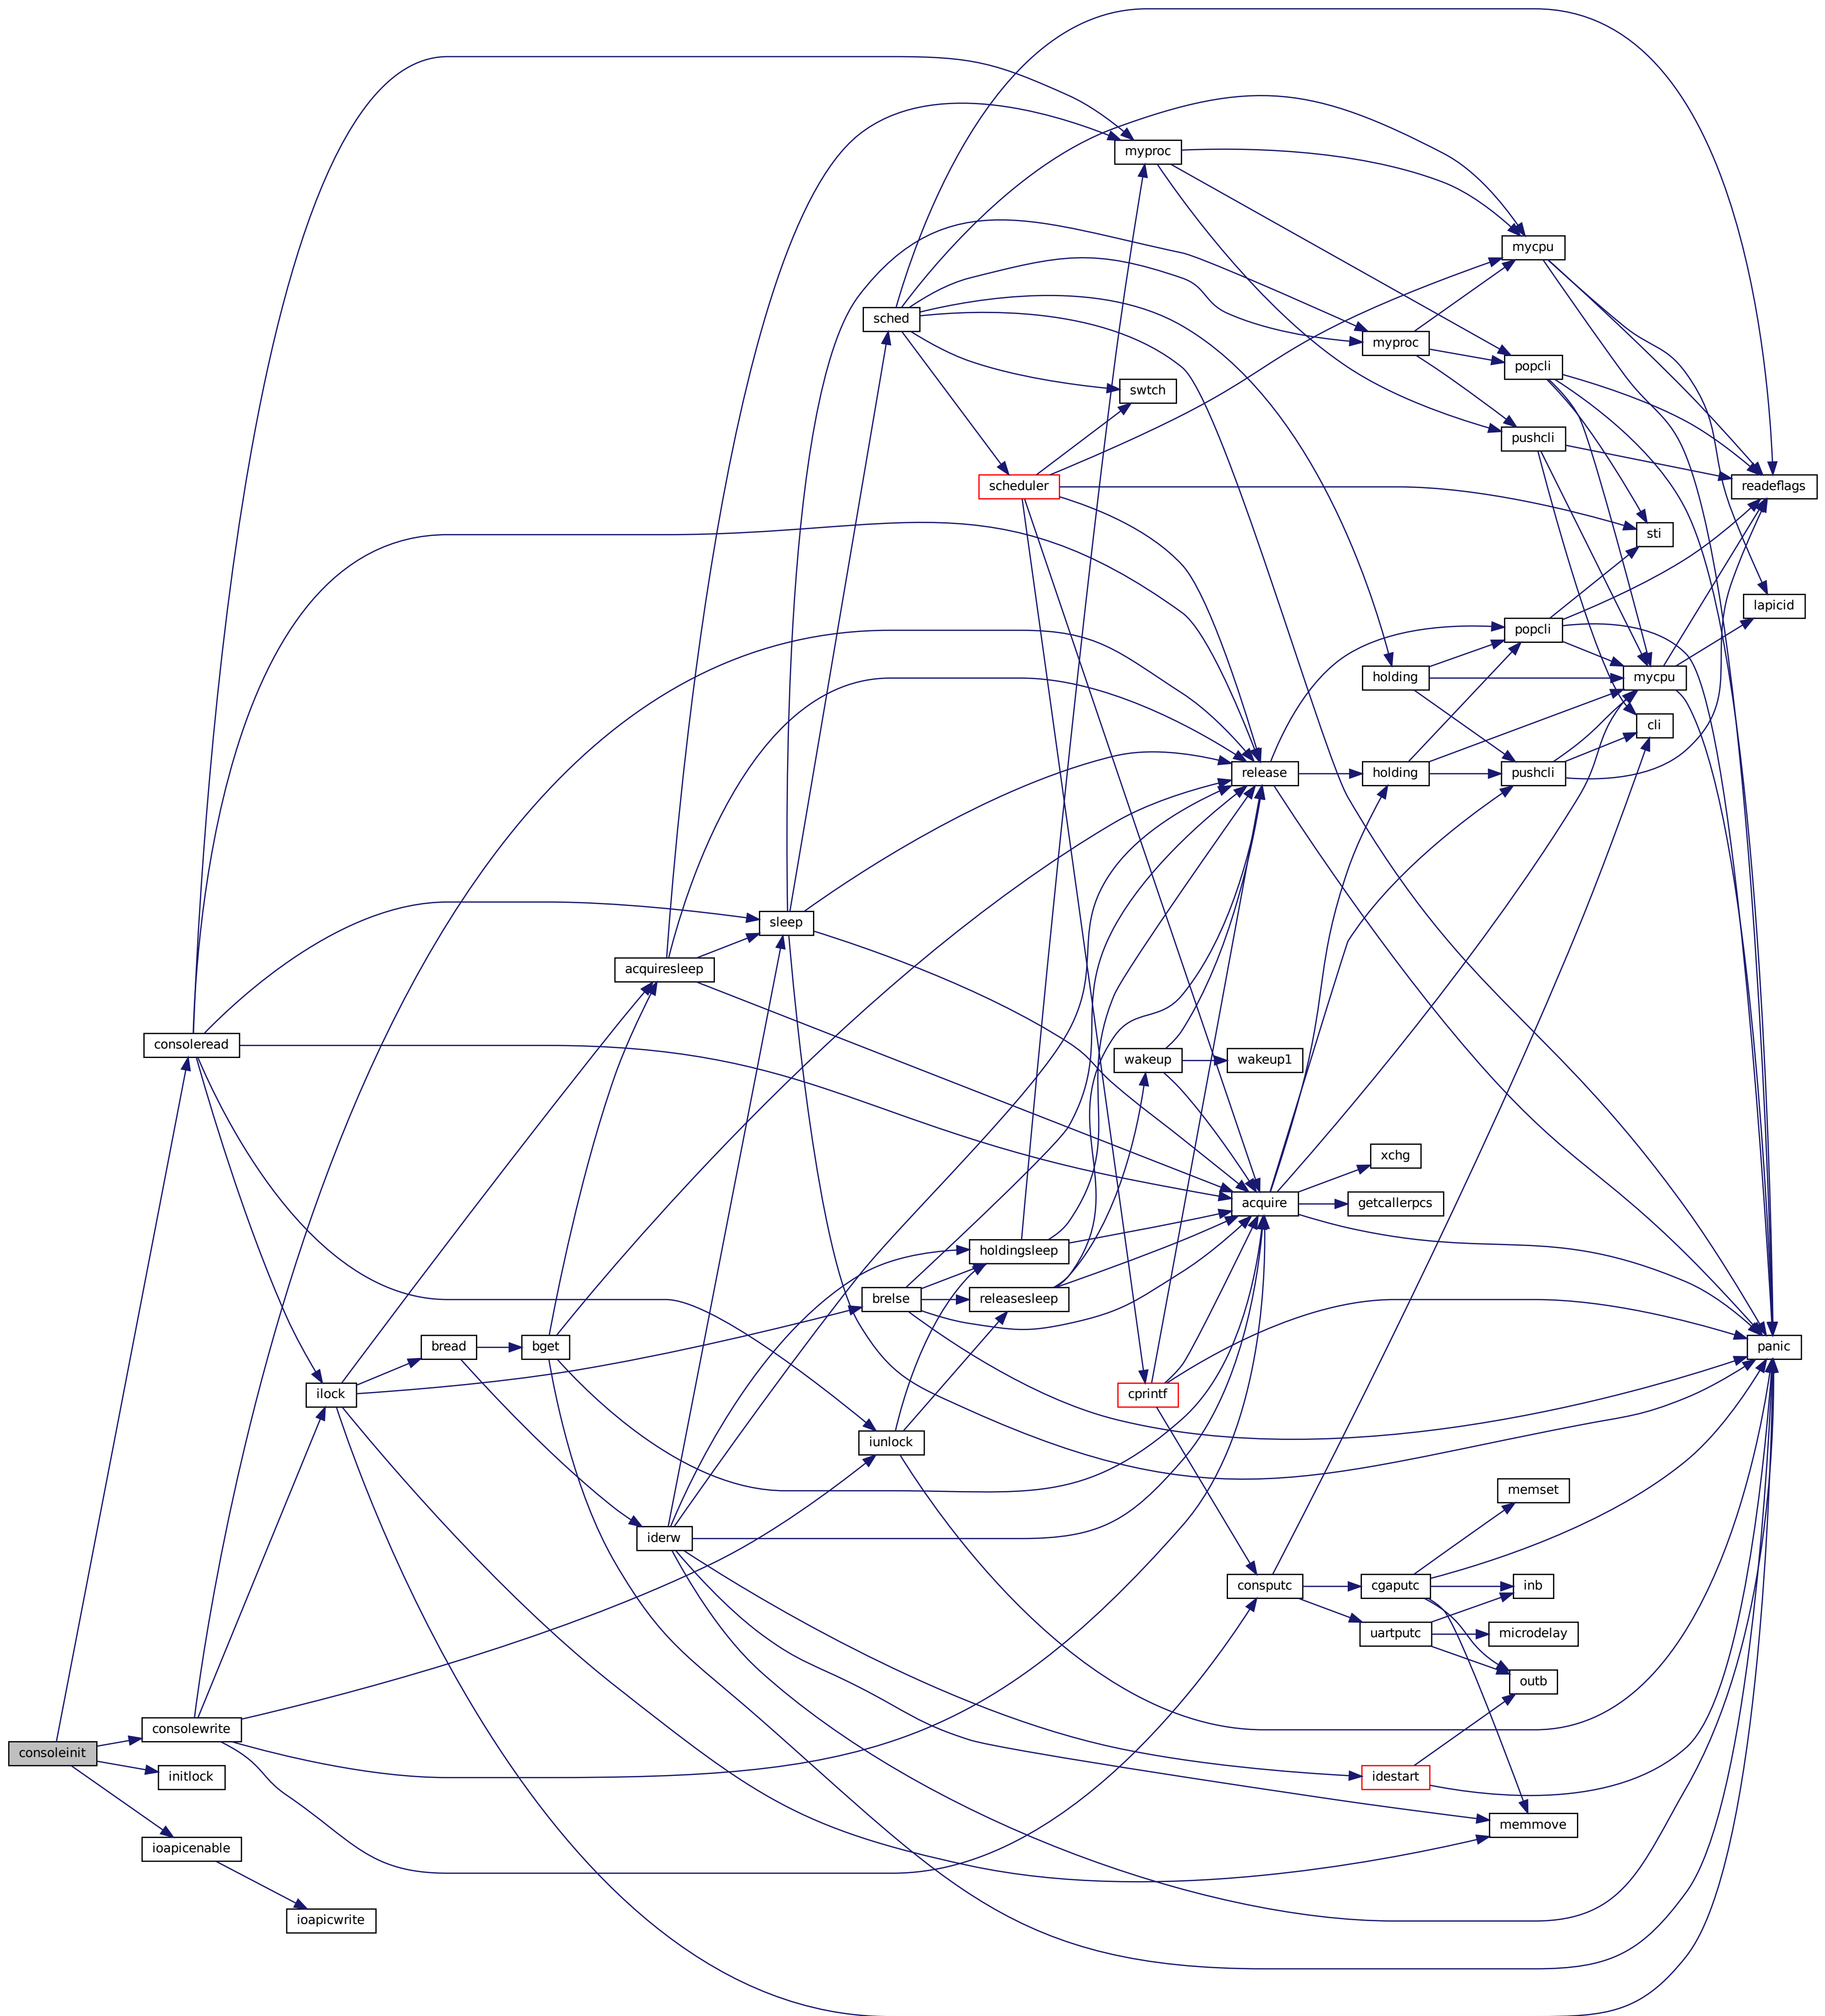 myproc
mycpu
sched
myproc
popcli
swtch
pushcli
scheduler
readeflags
sti
lapicid
popcli
holding
mycpu
cli
release
holding
pushcli
sleep
acquiresleep
consoleread
wakeup
wakeup1
xchg
acquire
getcallerpcs
holdingsleep
brelse
releasesleep
bread
bget
panic
ilock
cprintf
iunlock
memset
iderw
consputc
cgaputc
inb
uartputc
microdelay
outb
consolewrite
consoleinit
initlock
idestart
memmove
ioapicenable
ioapicwrite